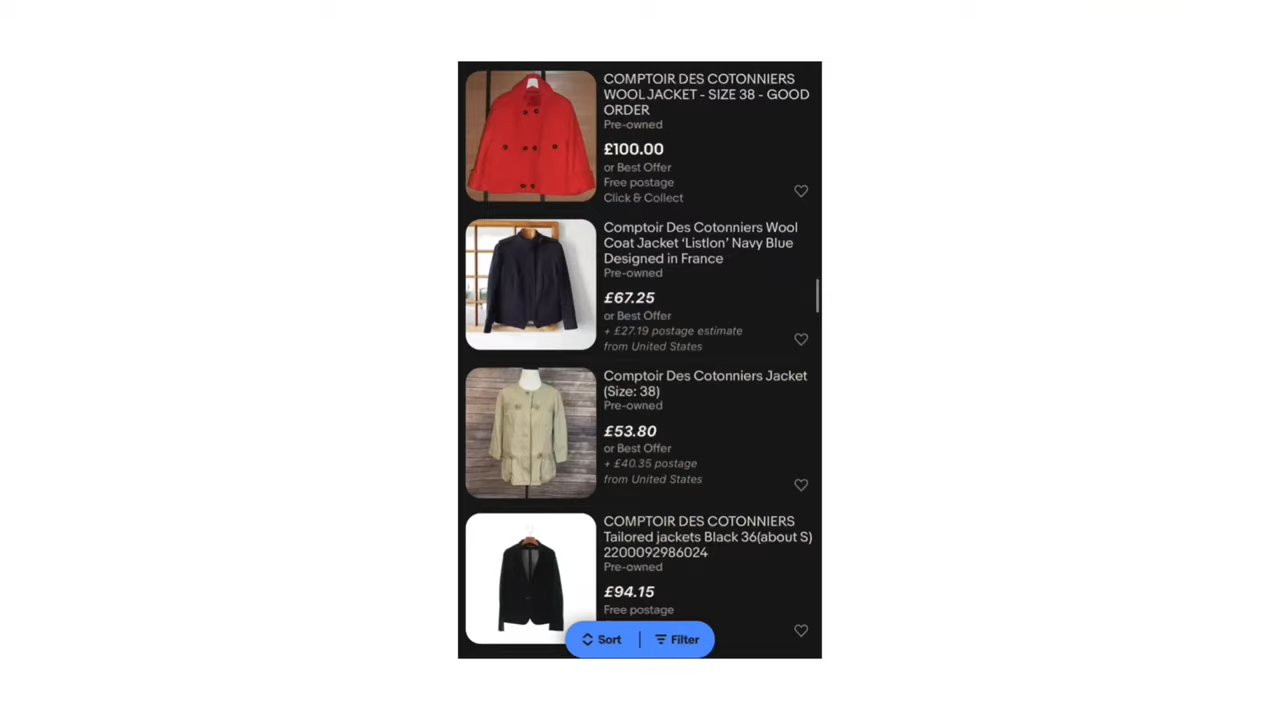 COMPTOIR DES COTONNIERS
WOOL JACKET - SIZE 38 - GOOD
ORDER
Pre-owned
£100.00
or Best Offer
Free postage
Click & Collect
Comptoir Des Cotonniers Wool
Coat Jacket ‘Listlon’ Navy Blue
Designed in France
Pre-owned
£67.25
or Best Offer
+ £27.19 postage estimate
from United States
Comptoir Des Cotonniers Jacket
(Size: 38)
Pre-owned
£53.80
or Best Offer
+ £40.35 postage
from United States
COMPTOIR DES COTONNIERS
Tailored jackets Black 36(about S)
2200092986024
Pre-owned
£94.15
Free postage
Sort
Filter